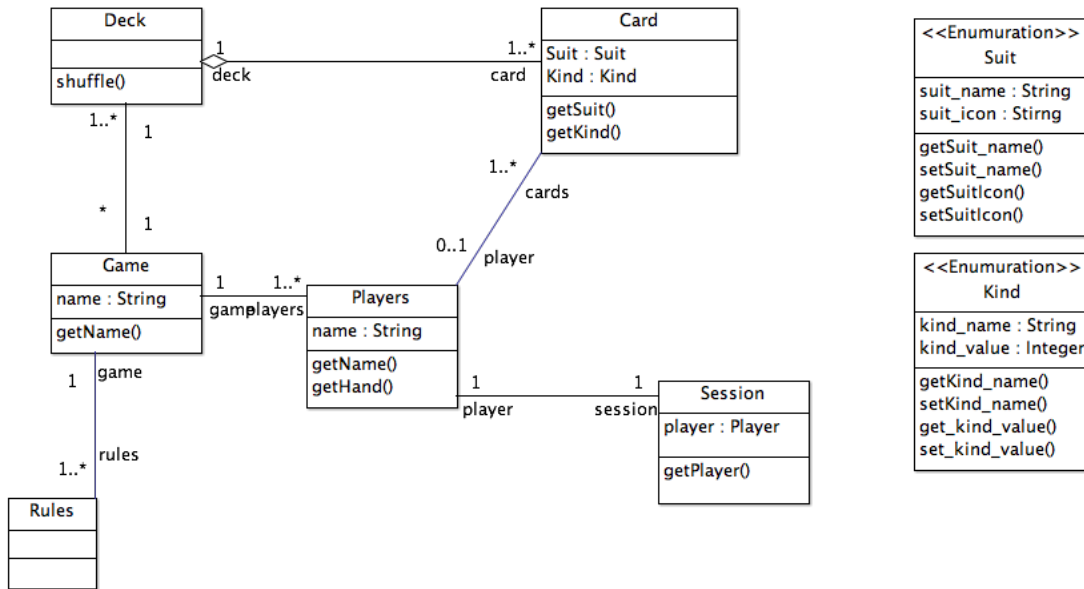 Deck
shuffle()
1
deck
1..*
card
Card
Suit : Suit
Kind : Kind
getSuit()
getKind()
<<Enumuration>>
Suit
suit_name : String
suit_icon : Stirng
getSuit_name()
setSuit_name()
getSuitIcon()
setSuitIcon()
1..*
1
*
1
1..*
cards
0..1
player
Game
name : String
getName()
1
game
1..*
players
Players
name : String
getName()
getHand()
<<Enumuration>>
Kind
kind_name : String
kind_value : Integer
getKind_name()
setKind_name()
get_kind_value()
set_kind_value()
1
player
1
session
Session
player : Player
getPlayer()
1
game
1..*
rules
Rules